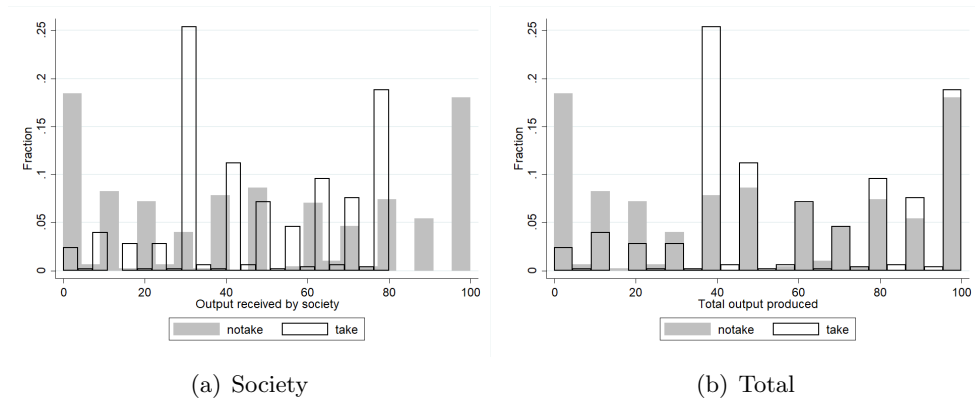 Fraction
0 .05 .1 .15 .2 .25
0 20 40 60 80 100
Output received by society
notake take
(a) Society
Fraction
0 .05 .1 .15 .2 .25
0 20 40 60 80 100
Total output produced
notake take
(b) Total